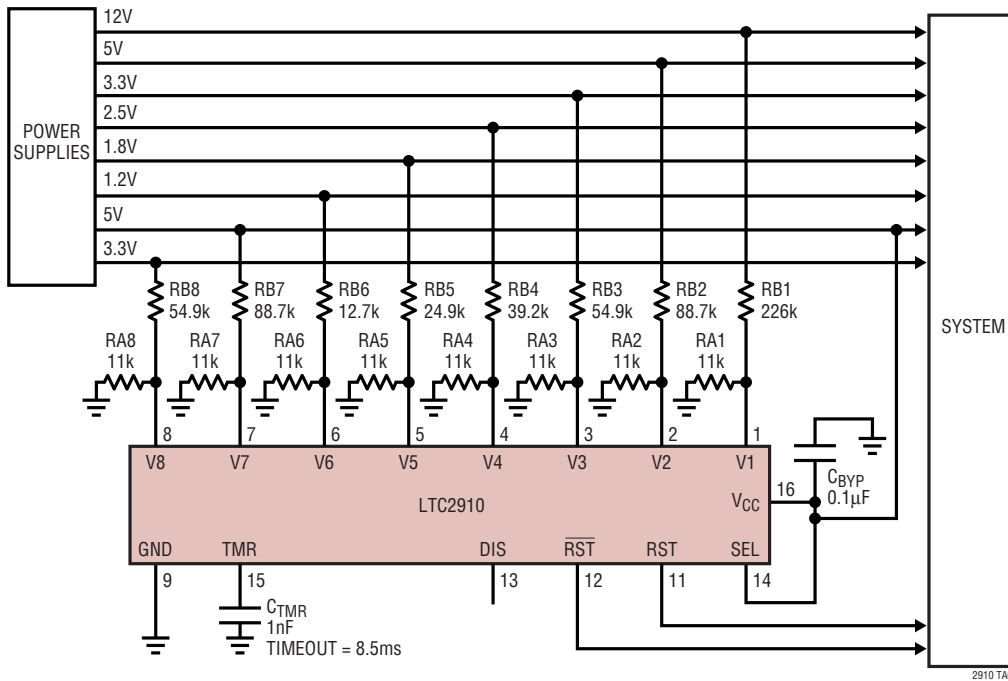 12V
5V
3.3V
2.5V
1.8V
1.2V
5V
3.3V
POWER
SUPPLIES
SYSTEM
RB8
54.9k
RB7
88.7k
RB6
12.7k
RB5
24.9k
RB4
39.2k
RB3
54.9k
RB2
88.7k
RB1
226k
RA8
11k
RA7
11k
RA6
11k
RA5
11k
RA4
11k
RA3
11k
RA2
11k
RA1
11k
8 7 6 5 4 3 2 1
V8 V7 V6 V5 V4 V3 V2 V1
LTC2910
VCC
16
CBYP
0.1µF
GND TMR DIS R̅S̅T̅ RST SEL
9 15 13 12 11 14
CTMR
1nF
TIMEOUT = 8.5ms
2910 TA